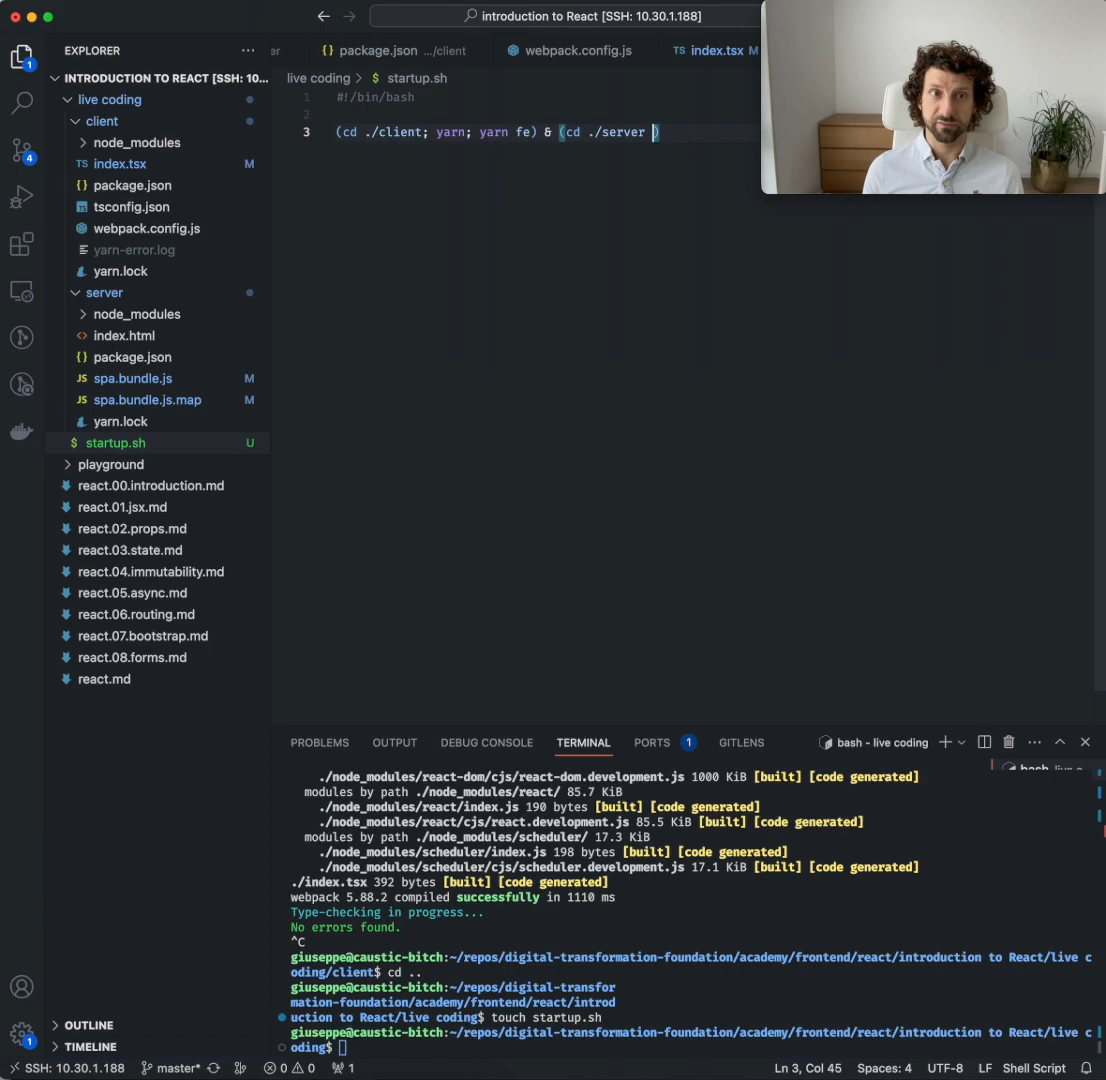 introduction to React [SSH: 10.30.1.188]
EXPLORER
er
package.json …/client
webpack.config.js
TS index.tsx M
INTRODUCTION TO REACT [SSH: 10...
live coding > $ startup.sh
live coding
client
node_modules
TS index.tsx M
{} package.json
tsconfig.json
webpack.config.js
yarn-error.log
yarn.lock
server
node_modules
<> index.html
{} package.json
JS spa.bundle.js M
JS spa.bundle.js.map M
yarn.lock
$ startup.sh U
playground
react.00.introduction.md
react.01.jsx.md
react.02.props.md
react.03.state.md
react.04.immutability.md
react.05.async.md
react.06.routing.md
react.07.bootstrap.md
react.08.forms.md
react.md
OUTLINE
TIMELINE
1
4
1
1 #!/bin/bash
2
3 (cd ./client; yarn; yarn fe) & (cd ./server )
PROBLEMS OUTPUT DEBUG CONSOLE TERMINAL PORTS 1 GITLENS
bash - live coding
./node_modules/react-dom/cjs/react-dom.development.js 1000 KiB [built] [code generated]
modules by path ./node_modules/react/ 85.7 KiB
./node_modules/react/index.js 190 bytes [built] [code generated]
./node_modules/react/cjs/react.development.js 85.5 KiB [built] [code generated]
modules by path ./node_modules/scheduler/ 17.3 KiB
./node_modules/scheduler/index.js 198 bytes [built] [code generated]
./node_modules/scheduler/cjs/scheduler.development.js 17.1 KiB [built] [code generated]
./index.tsx 392 bytes [built] [code generated]
webpack 5.88.2 compiled successfully in 1110 ms
Type-checking in progress...
No errors found.
^C
giuseppe@caustic-bitch:~/repos/digital-transformation-foundation/academy/frontend/react/introduction to React/live c
oding/client$ cd ..
giuseppe@caustic-bitch:~/repos/digital-transfor
mation-foundation/academy/frontend/react/introd
uction to React/live coding$ touch startup.sh
giuseppe@caustic-bitch:~/repos/digital-transformation-foundation/academy/frontend/react/introduction to React/live c
oding$
SSH: 10.30.1.188 master* 0 0 1
Ln 3, Col 45 Spaces: 4 UTF-8 LF Shell Script